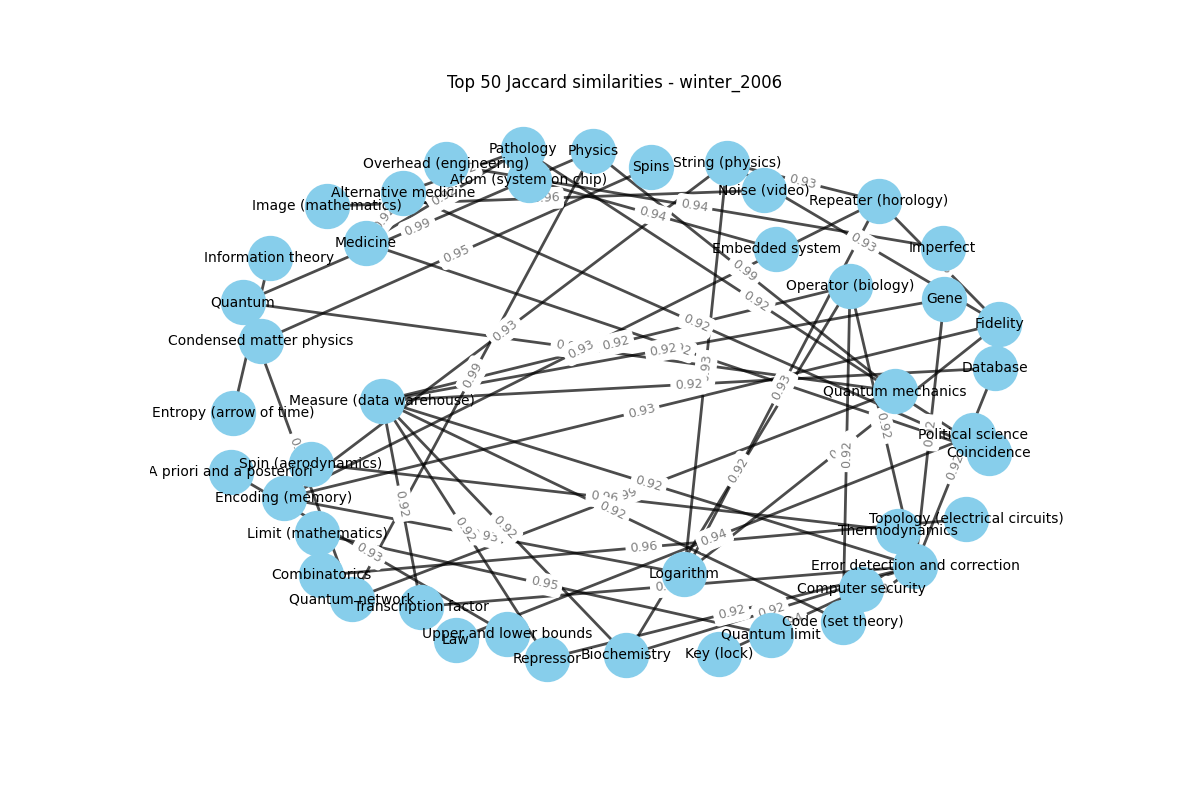 Top 50 Jaccard similarities - winter_2006
Pathology
Physics
Overhead (engineering)
String (physics)
Spins
Atom (system on chip)
0.93
Alternative medicine
Noise (video)
0.96
Image (mathematics)
Repeater (horology)
0.94
0.94
0.99
Medicine
0.93
Embedded system
Imperfect
0.95
Information theory
0.99
Operator (biology)
Quantum
0.92
Gene
0.92
Fidelity
0.93
Condensed matter physics
0.92
0.93
0.92
0.93
Database
0.99
0.92
0.93
Quantum mechanics
Measure (data warehouse)
0.93
Entropy (arrow of time)
0.92
0.92
Political science
0.92
Coincidence
Spin (aerodynamics)
0.92
0.92
A priori and a posteriori
0.92
Encoding (memory)
0.96
0.92
0.92
Topology (electrical circuits)
0.92
0.92
Thermodynamics
Limit (mathematics)
0.94
0.96
0.93
Error detection and correction
Combinatorics
Logarithm
0.95
Computer security
Quantum network
Transcription factor
0.92
0.92
Code (set theory)
Upper and lower bounds
Quantum limit
Law
Repressor
Biochemistry
Key (lock)